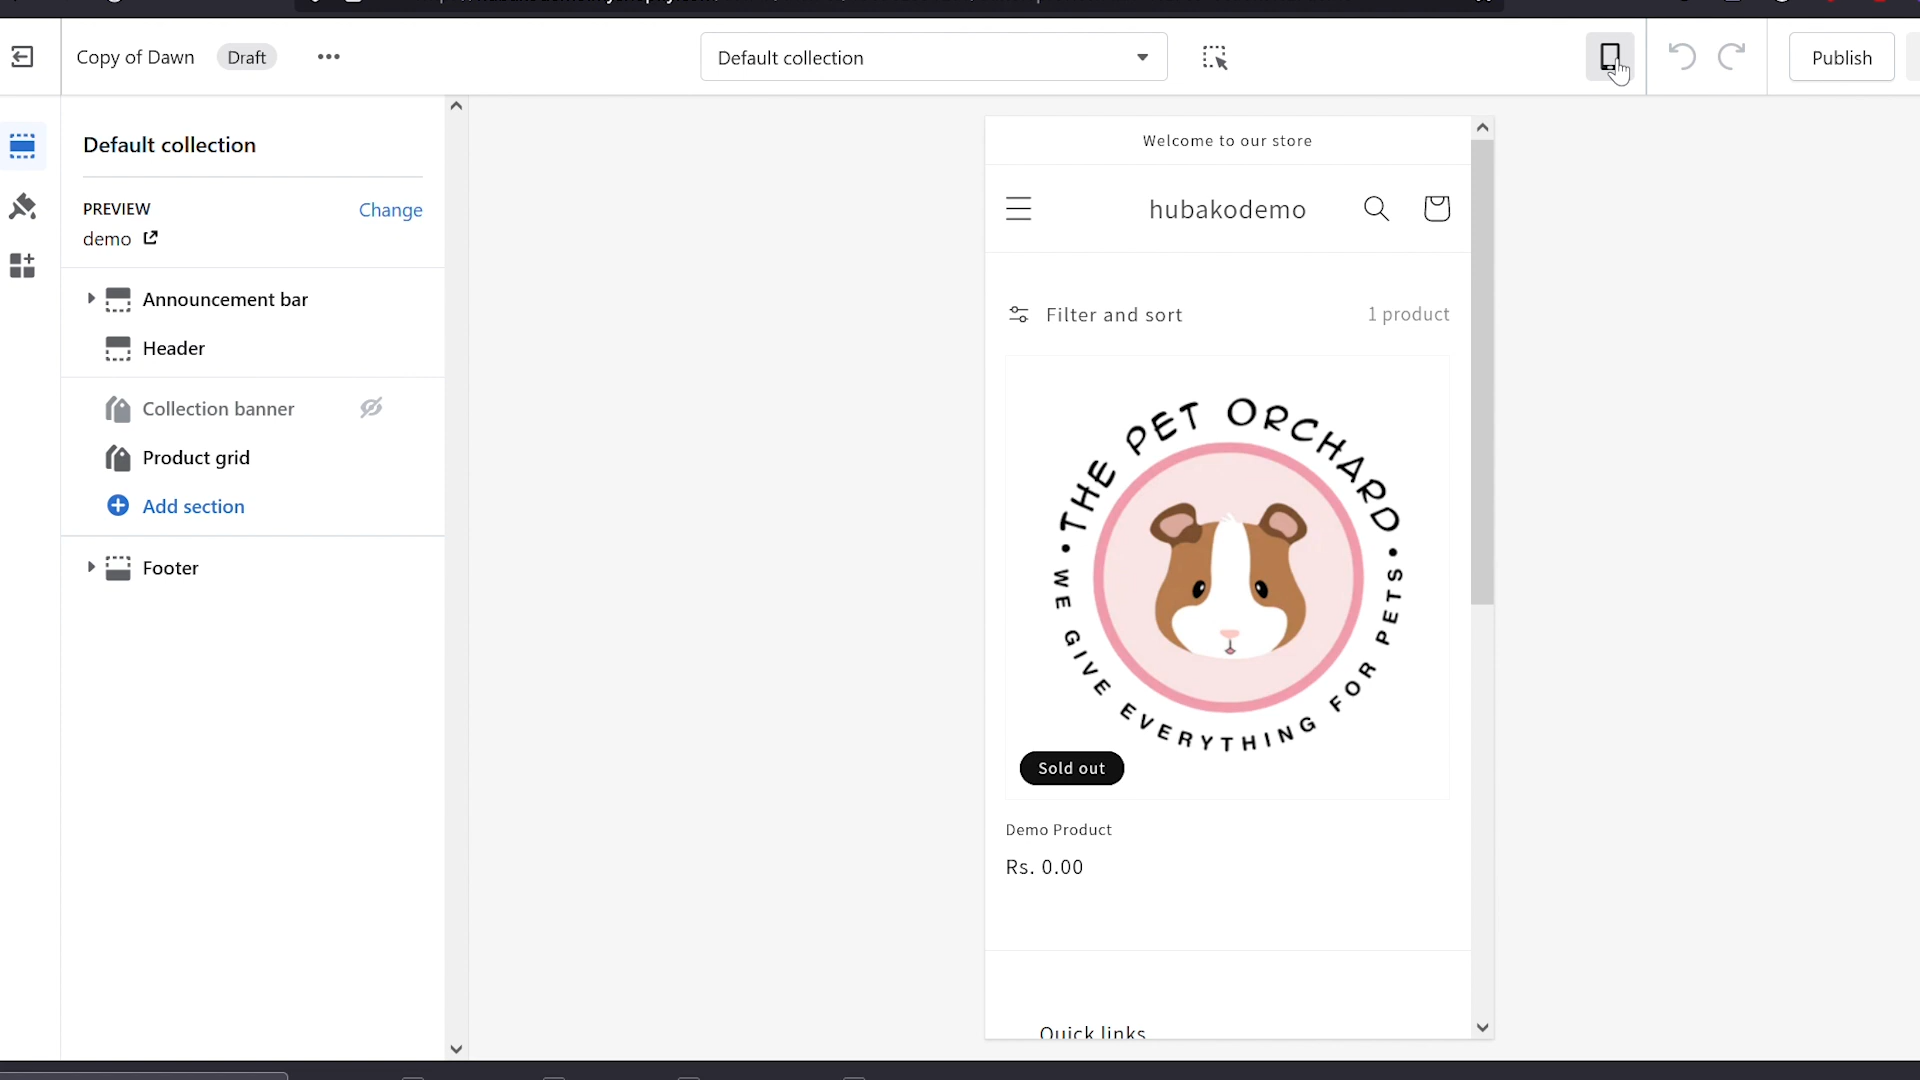 Copy of Dawn
Draft
Default collection
Publish
Default collection
PREVIEW
Change
demo
Announcement bar
Header
Collection banner
Product grid
Add section
Footer
Welcome to our store
hubakodemo
Filter and sort
1 product
• THE PET ORCHARD •
WE GIVE EVERYTHING FOR PETS
Sold out
Demo Product
Rs. 0.00
Quick links